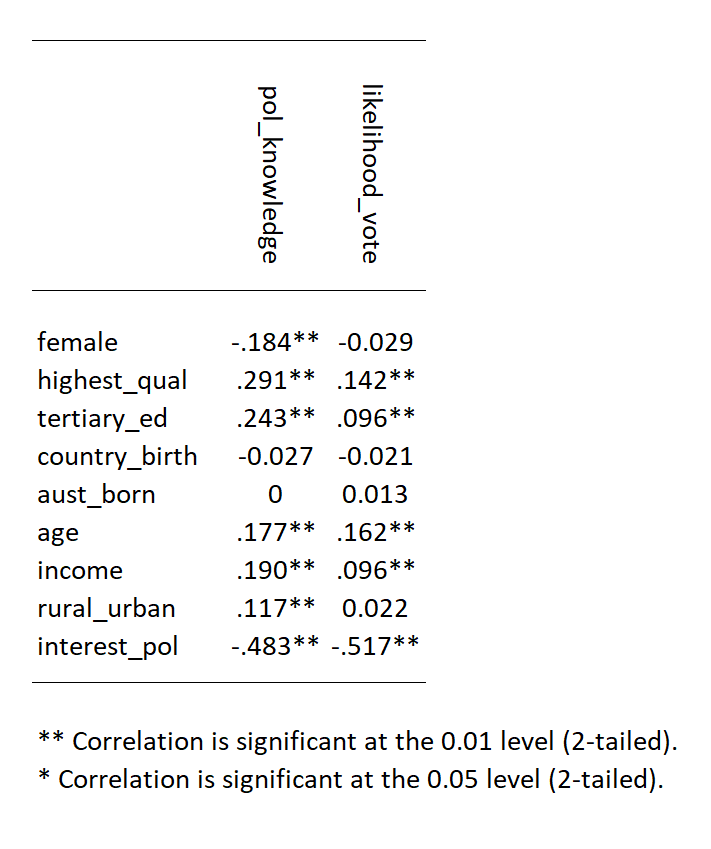 pol_knowledge likelihood_vote
female -.184** -0.029
highest_qual .291** .142**
tertiary_ed .243** .096**
country_birth -0.027 -0.021
aust_born 0 0.013
age .177** .162**
income .190** .096**
rural_urban .117** 0.022
interest_pol -.483** -.517**
** Correlation is significant at the 0.01 level (2-tailed).
* Correlation is significant at the 0.05 level (2-tailed).